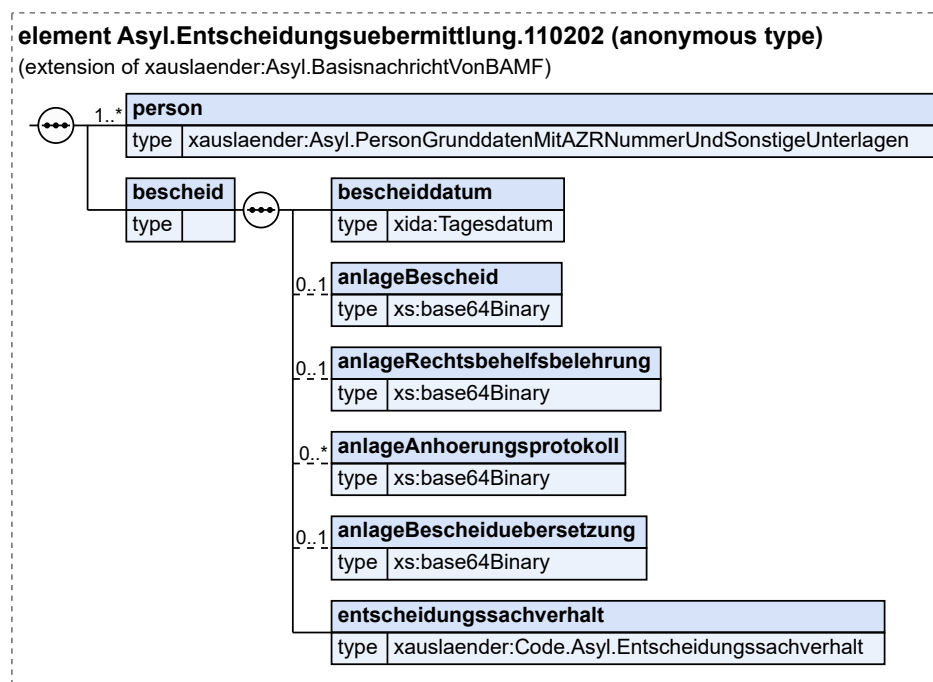 element Asyl.Entscheidungsuebermittlung.110202 (anonymous type)
(extension of xauslaender:Asyl.BasisnachrichtVonBAMF)
1..* person
type xauslaender:Asyl.PersonGrunddatenMitAZRNummerUndSonstigeUnterlagen
bescheid
type
bescheiddatum
type xida:Tagesdatum
0..1 anlageBescheid
type xs:base64Binary
0..1 anlageRechtsbehelfsbelehrung
type xs:base64Binary
0..* anlageAnhoerungsprotokoll
type xs:base64Binary
0..1 anlageBescheiduebersetzung
type xs:base64Binary
entscheidungssachverhalt
type xauslaender:Code.Asyl.Entscheidungssachverhalt